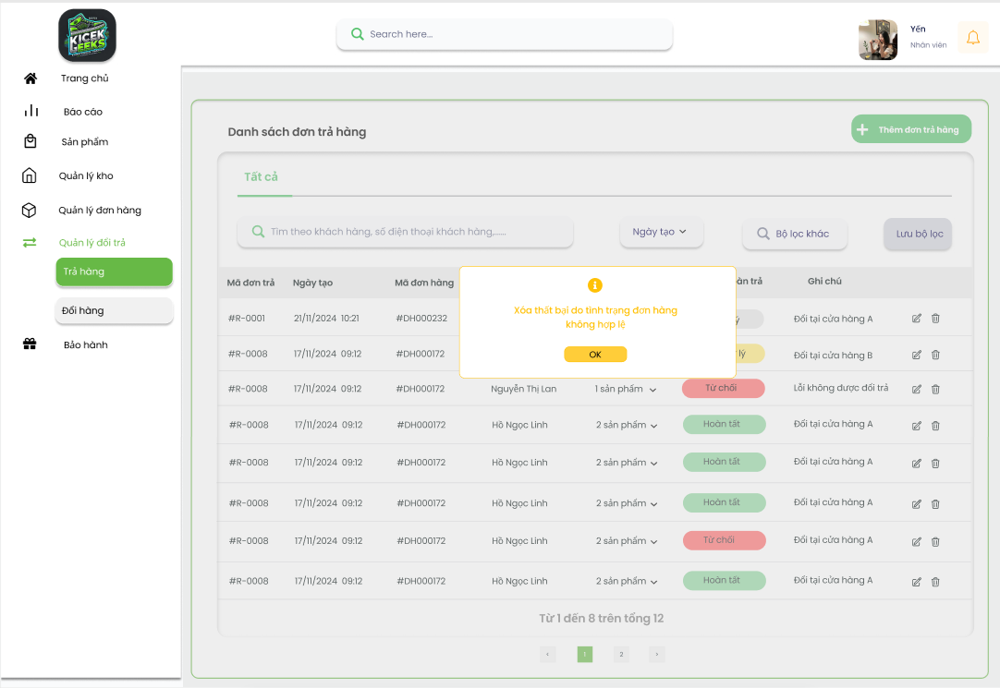 KICEK
GEEKS
Search here...
Yến
Nhân viên
Trang chủ
Báo cáo
Sản phẩm
Quản lý kho
Quản lý đơn hàng
Quản lý đổi trả
Trả hàng
Đổi hàng
Bảo hành
Danh sách đơn trả hàng
Thêm đơn trả hàng
Tất cả
Tìm theo khách hàng, số điện thoại khách hàng,.....
Ngày tạo
Bộ lọc khác
Lưu bộ lọc
Mã đơn trả Ngày tạo Mã đơn hàng trả Ghi chú
#R-0001 21/11/2024 10:21 #DH000232 Đổi tại cửa hàng A
#R-0008 17/11/2024 09:12 #DH000172 lý Đổi tại cửa hàng B
Xóa thất bại do tình trạng đơn hàng
không hợp lệ
OK
#R-0008 17/11/2024 09:12 #DH000172 Nguyễn Thị Lan 1 sản phẩm Từ chối Lỗi không được đổi trả
#R-0008 17/11/2024 09:12 #DH000172 Hồ Ngọc Linh 2 sản phẩm Hoàn tất Đổi tại cửa hàng A
#R-0008 17/11/2024 09:12 #DH000172 Hồ Ngọc Linh 2 sản phẩm Hoàn tất Đổi tại cửa hàng A
#R-0008 17/11/2024 09:12 #DH000172 Hồ Ngọc Linh 2 sản phẩm Hoàn tất Đổi tại cửa hàng A
#R-0008 17/11/2024 09:12 #DH000172 Hồ Ngọc Linh 2 sản phẩm Từ chối Đổi tại cửa hàng A
#R-0008 17/11/2024 09:12 #DH000172 Hồ Ngọc Linh 2 sản phẩm Hoàn tất Đổi tại cửa hàng A
Từ 1 đến 8 trên tổng 12
‹ 1 2 ›